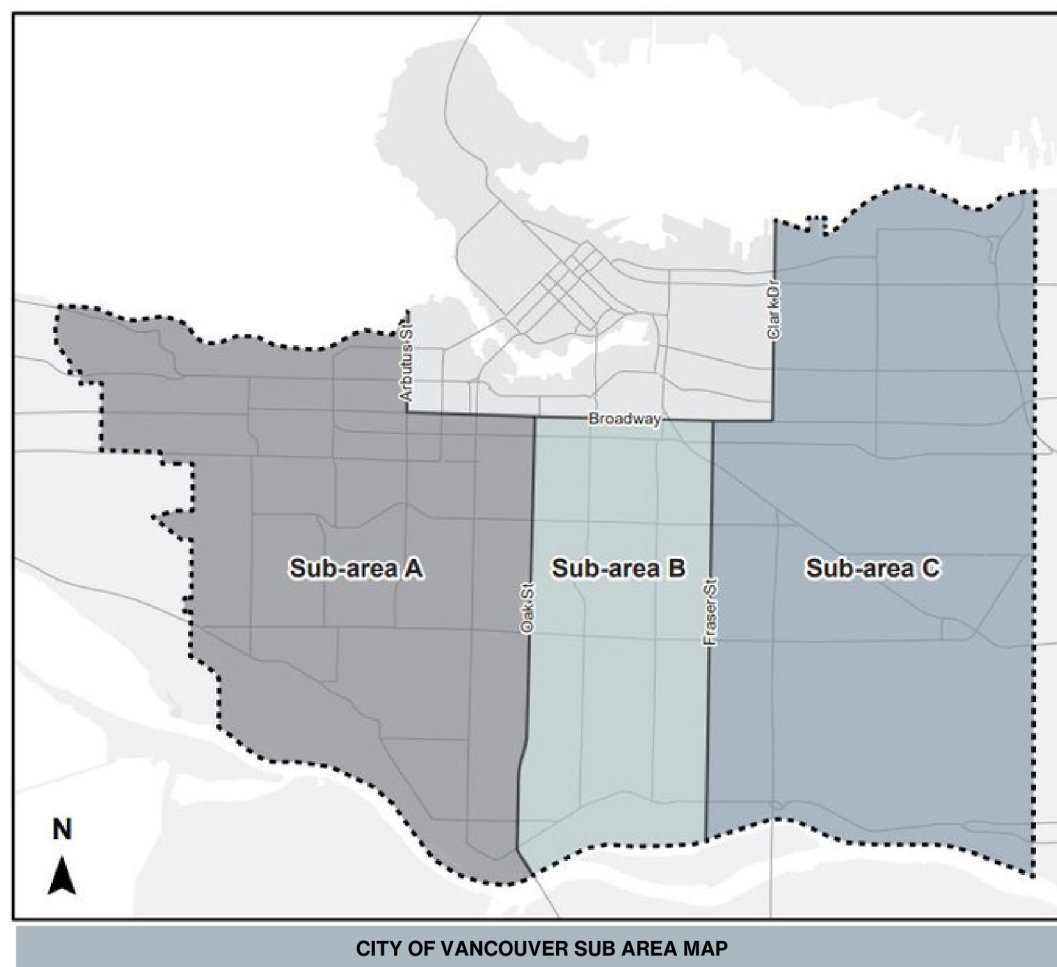 Clark Dr
Arbutus St
Broadway
Sub-area A
Sub-area B
Sub-area C
Oak St
Fraser St
N
CITY OF VANCOUVER SUB AREA MAP